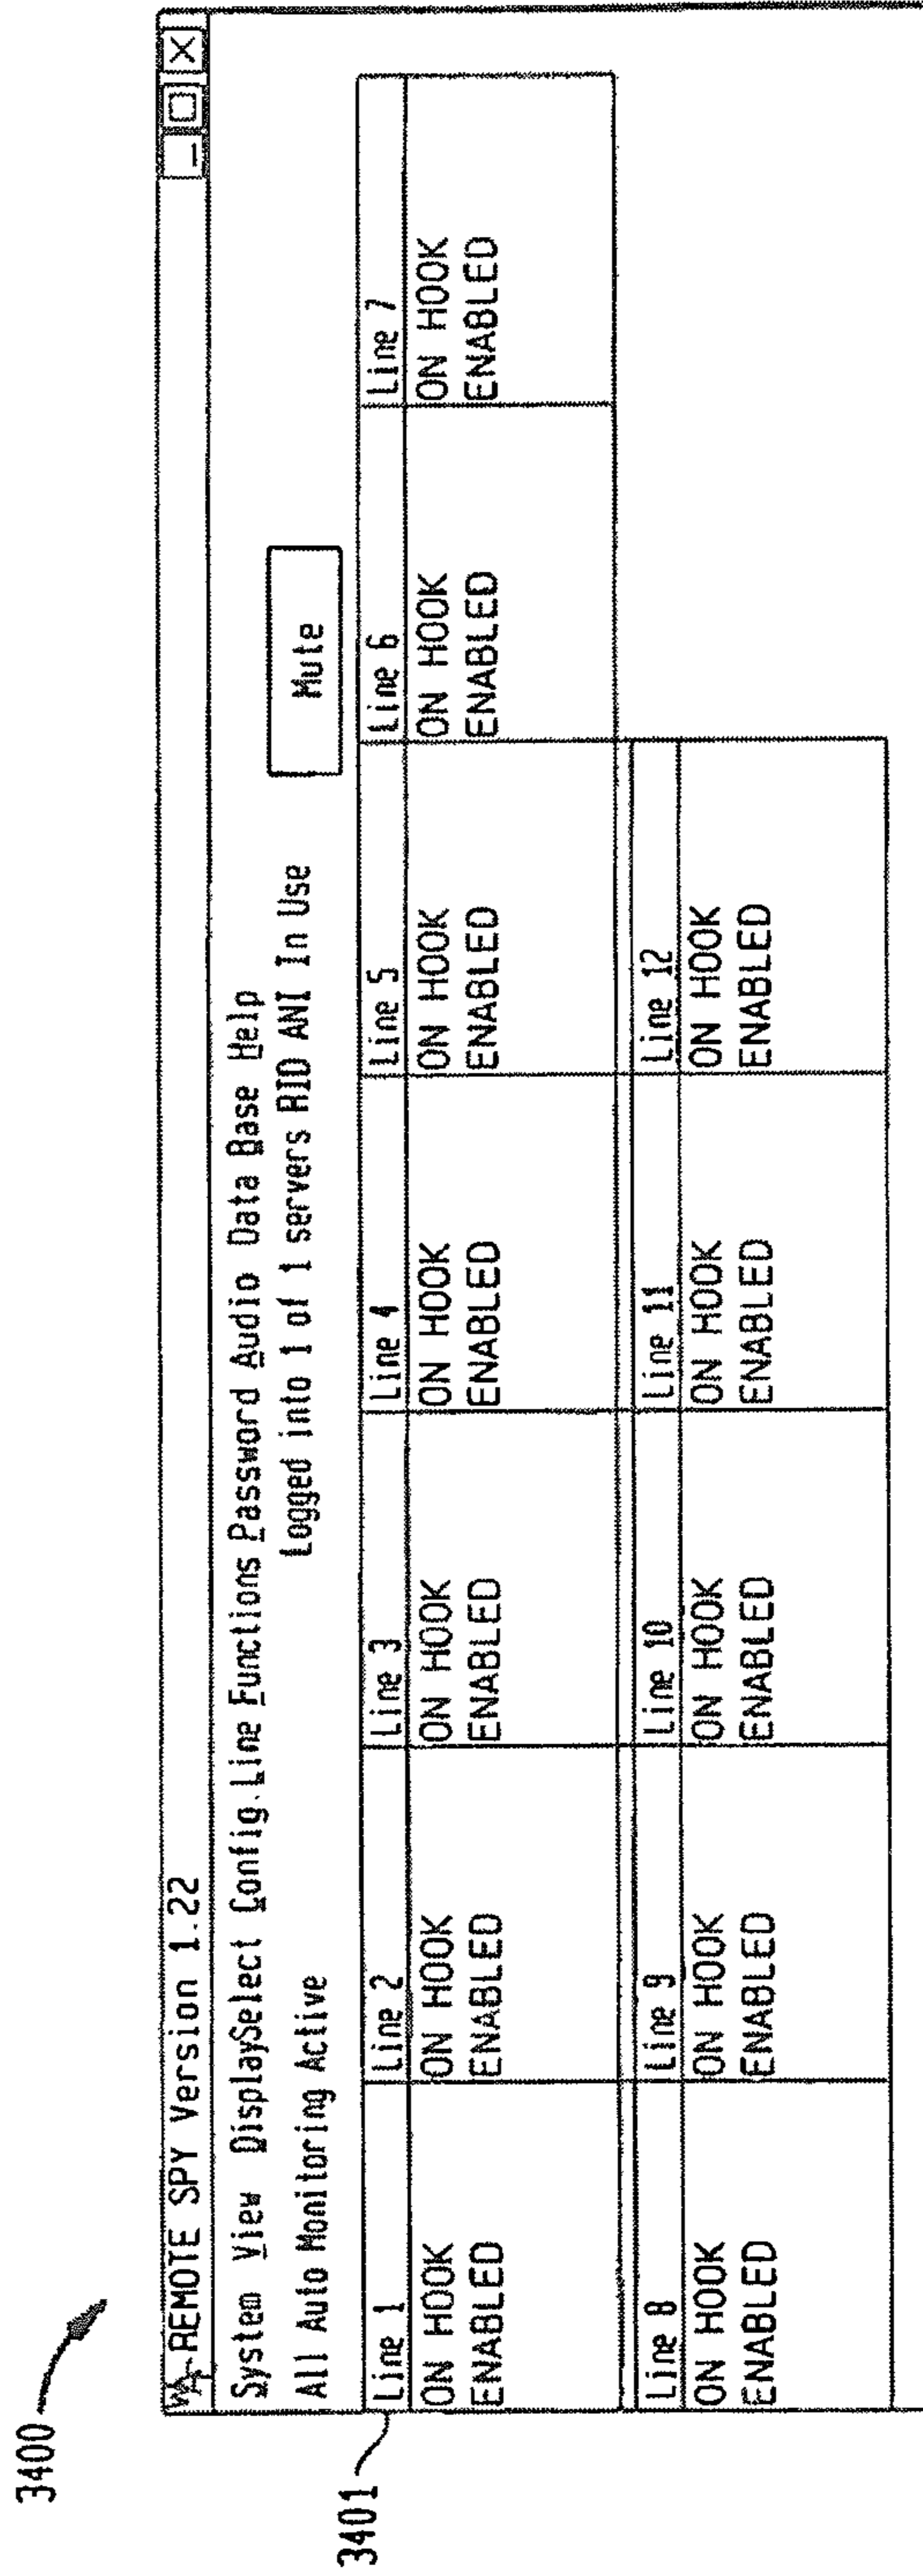 3400
REMOTE SPY Version 1.22
System View DisplaySelect Config Line Functions Password Audio Data Base Help
All Auto Monitoring Active Logged into 1 of 1 servers RID ANI In Use Mute
3401
Line 1 Line 2 Line 3 Line 4 Line 5 Line 6 Line 7
ON HOOK ON HOOK ON HOOK ON HOOK ON HOOK ON HOOK ON HOOK
ENABLED ENABLED ENABLED ENABLED ENABLED ENABLED ENABLED
Line 8 Line 9 Line 10 Line 11 Line 12
ON HOOK ON HOOK ON HOOK ON HOOK ON HOOK
ENABLED ENABLED ENABLED ENABLED ENABLED